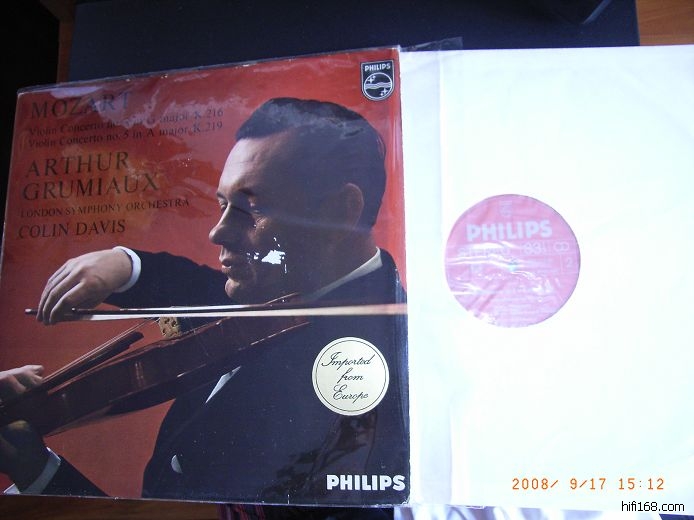 PHILIPS
MOZART
Violin Concerto no. 3 in G major K.216
Violin Concerto no. 5 in A major K.219
ARTHUR
GRUMIAUX
LONDON SYMPHONY ORCHESTRA
COLIN DAVIS
Imported
from
Europe
PHILIPS
PHILIPS
2
2008/ 9/17 15:12
hifi168.com